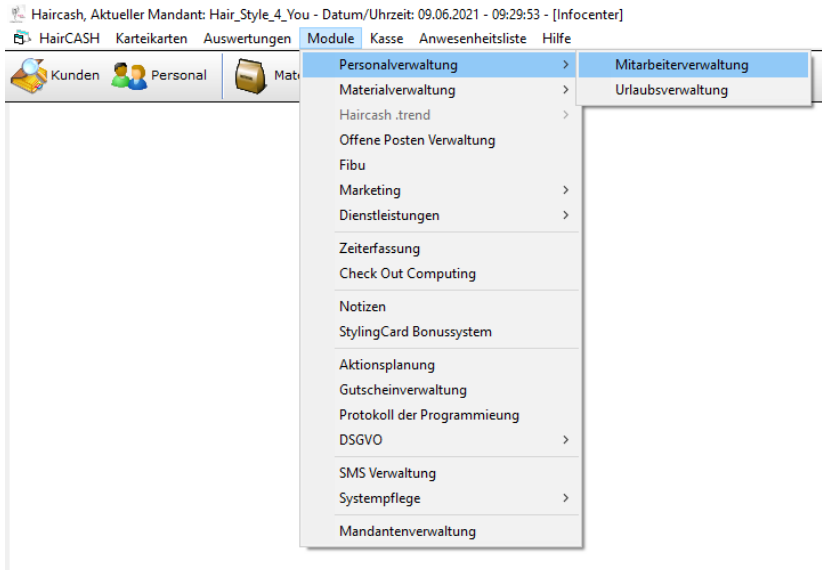 Haircash, Aktueller Mandant: Hair_Style_4_You - Datum/Uhrzeit: 09.06.2021 - 09:29:53 - [Infocenter]
HairCASH Karteikarten Auswertungen Module Kasse Anwesenheitsliste Hilfe
Kunden Personal Mat
Personalverwaltung > Mitarbeiterverwaltung
Materialverwaltung > Urlaubsverwaltung
Haircash .trend >
Offene Posten Verwaltung
Fibu
Marketing >
Dienstleistungen >
Zeiterfassung
Check Out Computing
Notizen
StylingCard Bonussystem
Aktionsplanung
Gutscheinverwaltung
Protokoll der Programmieung
DSGVO >
SMS Verwaltung
Systempflege >
Mandantenverwaltung